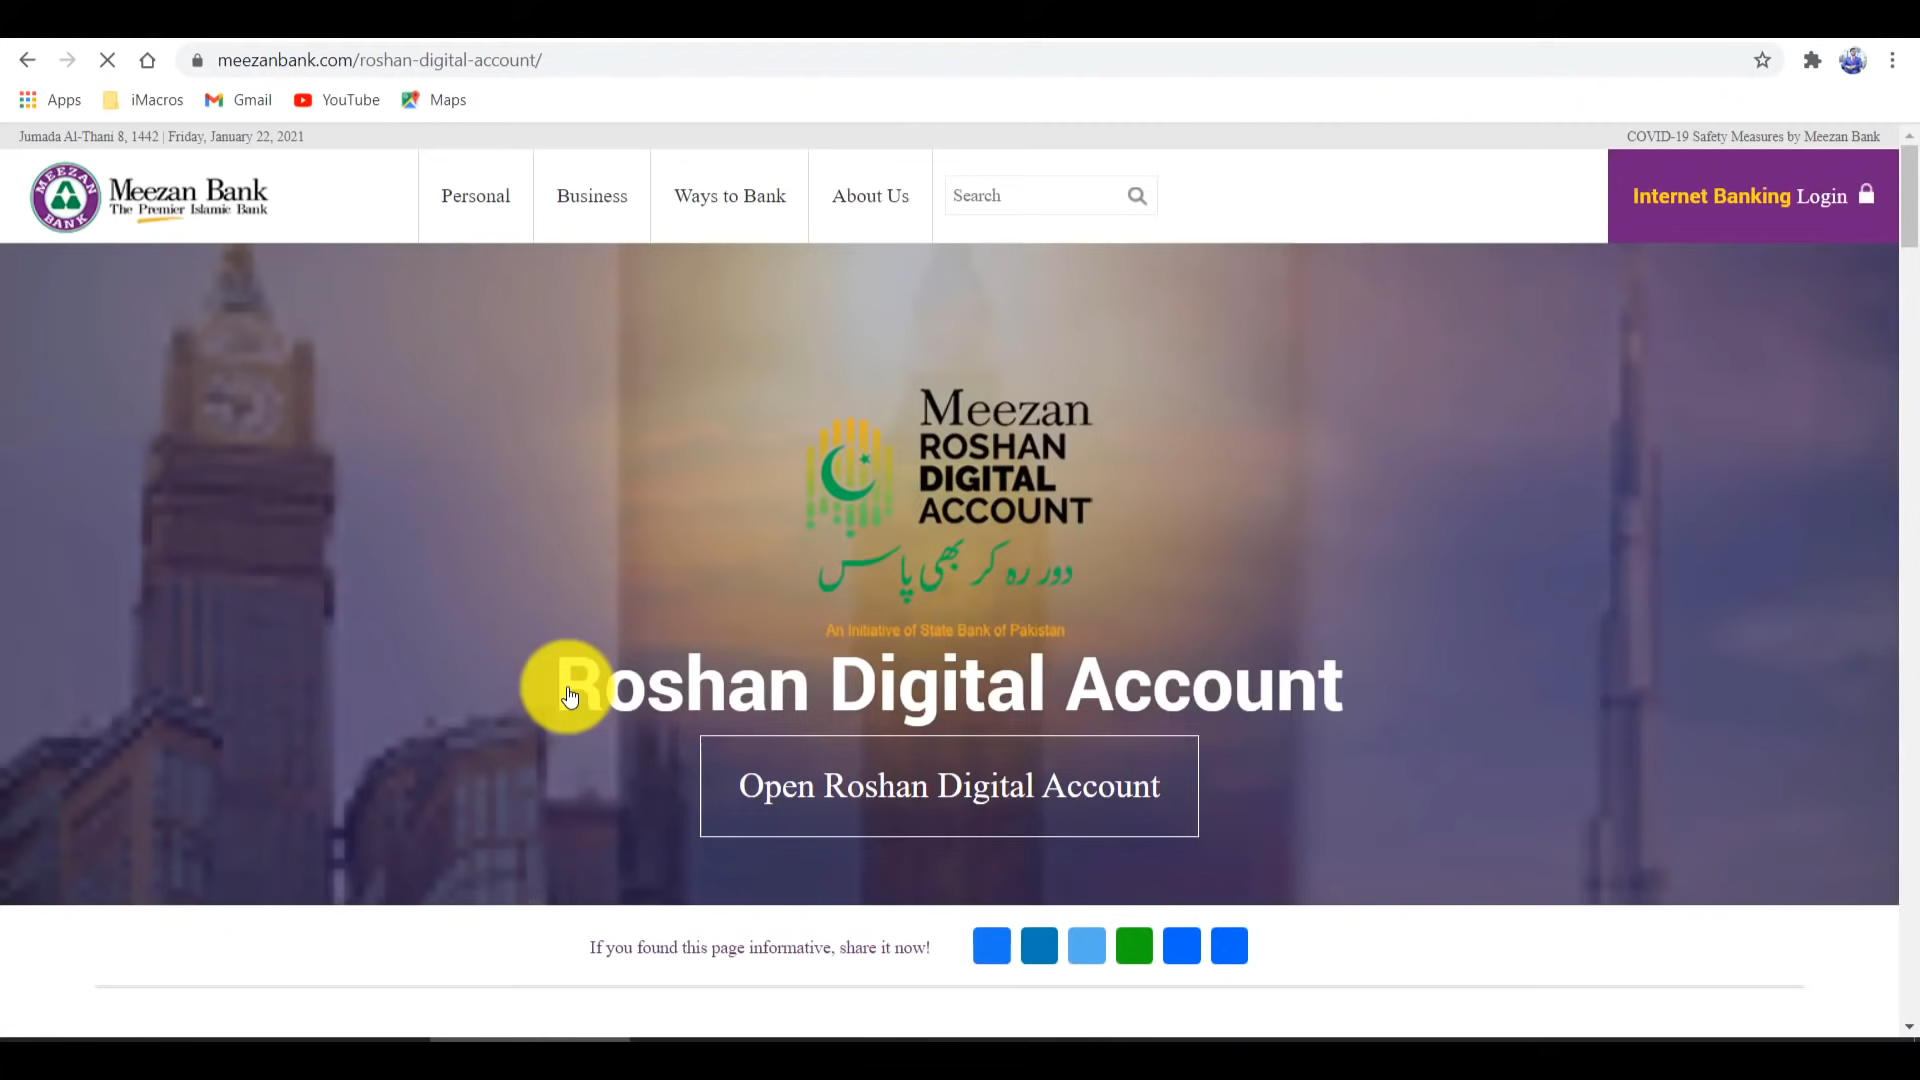 meezanbank.com/roshan-digital-account/
Apps iMacros Gmail YouTube Maps
Jumada Al-Thani 8, 1442 | Friday, January 22, 2021 COVID-19 Safety Measures by Meezan Bank
MEEZAN BANK
Meezan Bank
The Premier Islamic Bank
Personal Business Ways to Bank About Us Search Internet Banking Login
Meezan
ROSHAN
DIGITAL
ACCOUNT
دور رہ کر بھی پاس
An Initiative of State Bank of Pakistan
Roshan Digital Account
Open Roshan Digital Account
If you found this page informative, share it now!